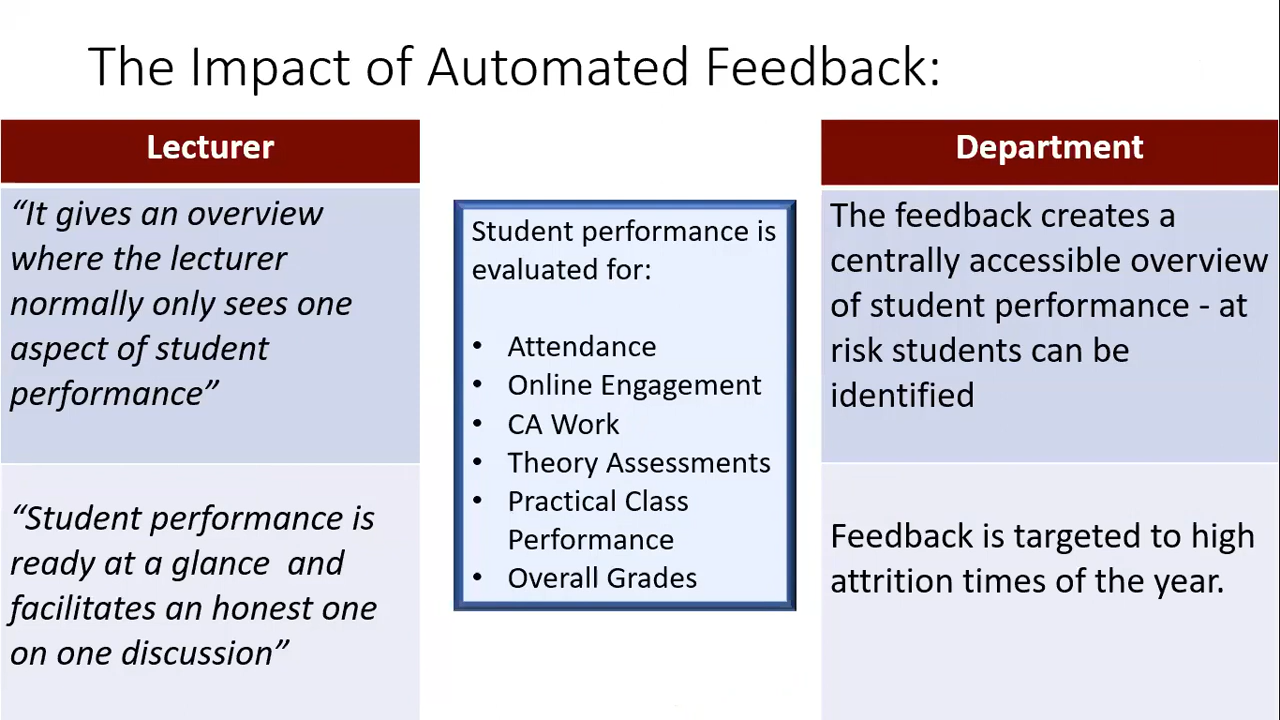 The Impact of Automated Feedback:
Lecturer
“It gives an overview
where the lecturer
normally only sees one
aspect of student
performance”
“Student performance is
ready at a glance  and
facilitates an honest one
on one discussion”
Student performance is
evaluated for:
• Attendance
• Online Engagement
• CA Work
• Theory Assessments
• Practical Class
Performance
• Overall Grades
Department
The feedback creates a
centrally accessible overview
of student performance - at
risk students can be
identified
Feedback is targeted to high
attrition times of the year.